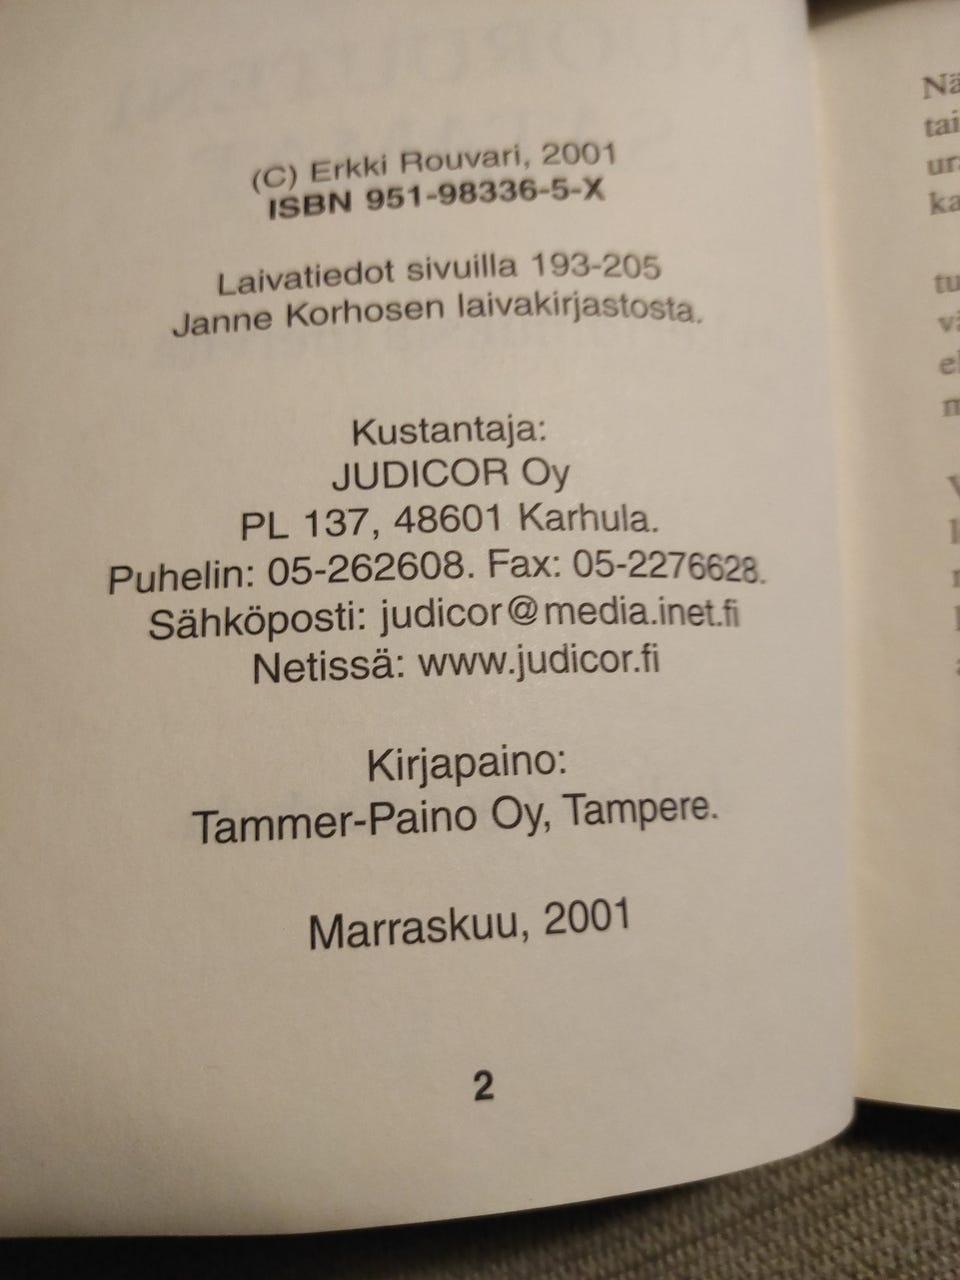 (C) Erkki Rouvari, 2001
ISBN 951-98336-5-X
Laivatiedot sivuilla 193-205
Janne Korhosen laivakirjastosta.
Kustantaja:
JUDICOR Oy
PL 137, 48601 Karhula.
Puhelin: 05-262608. Fax: 05-2276628.
Sähköposti: judicor@media.inet.fi
Netissä: www.judicor.fi
Kirjapaino:
Tammer-Paino Oy, Tampere.
Marraskuu, 2001
2